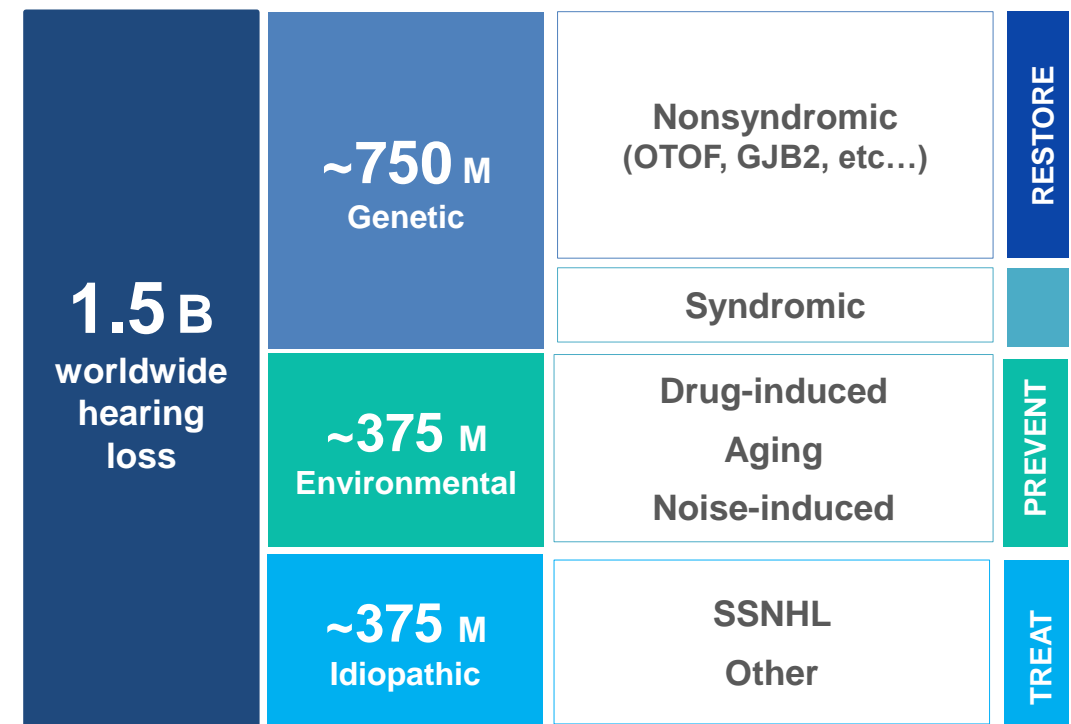 1.5 B
worldwide
hearing
loss
~750 M
Genetic
Nonsyndromic
(OTOF, GJB2, etc…)
RESTORE
Syndromic
~375 M
Environmental
Drug-induced
Aging
Noise-induced
PREVENT
~375 M
Idiopathic
SSNHL
Other
TREAT